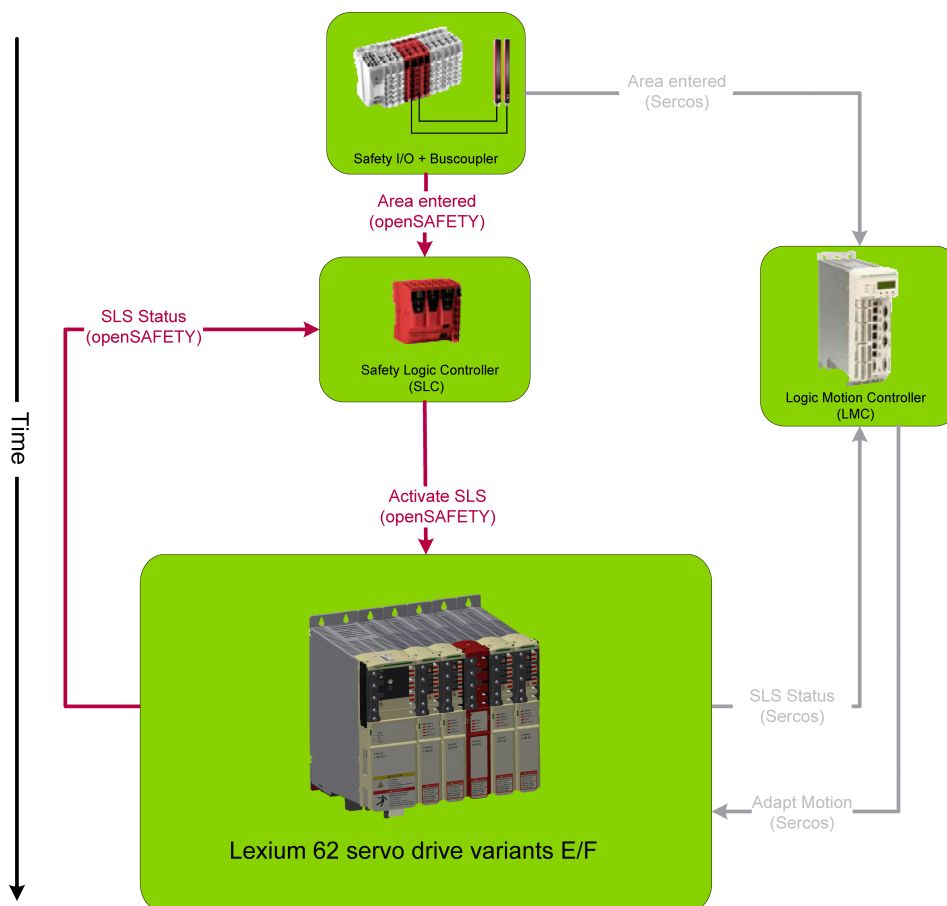 Safety I/O + Buscoupler
Area entered
(Sercos)
Area entered
(openSAFETY)
SLS Status
(openSAFETY)
Safety Logic Controller
(SLC)
Logic Motion Controller
(LMC)
Time
Activate SLS
(openSAFETY)
SLS Status
(Sercos)
Adapt Motion
(Sercos)
Lexium 62 servo drive variants E/F